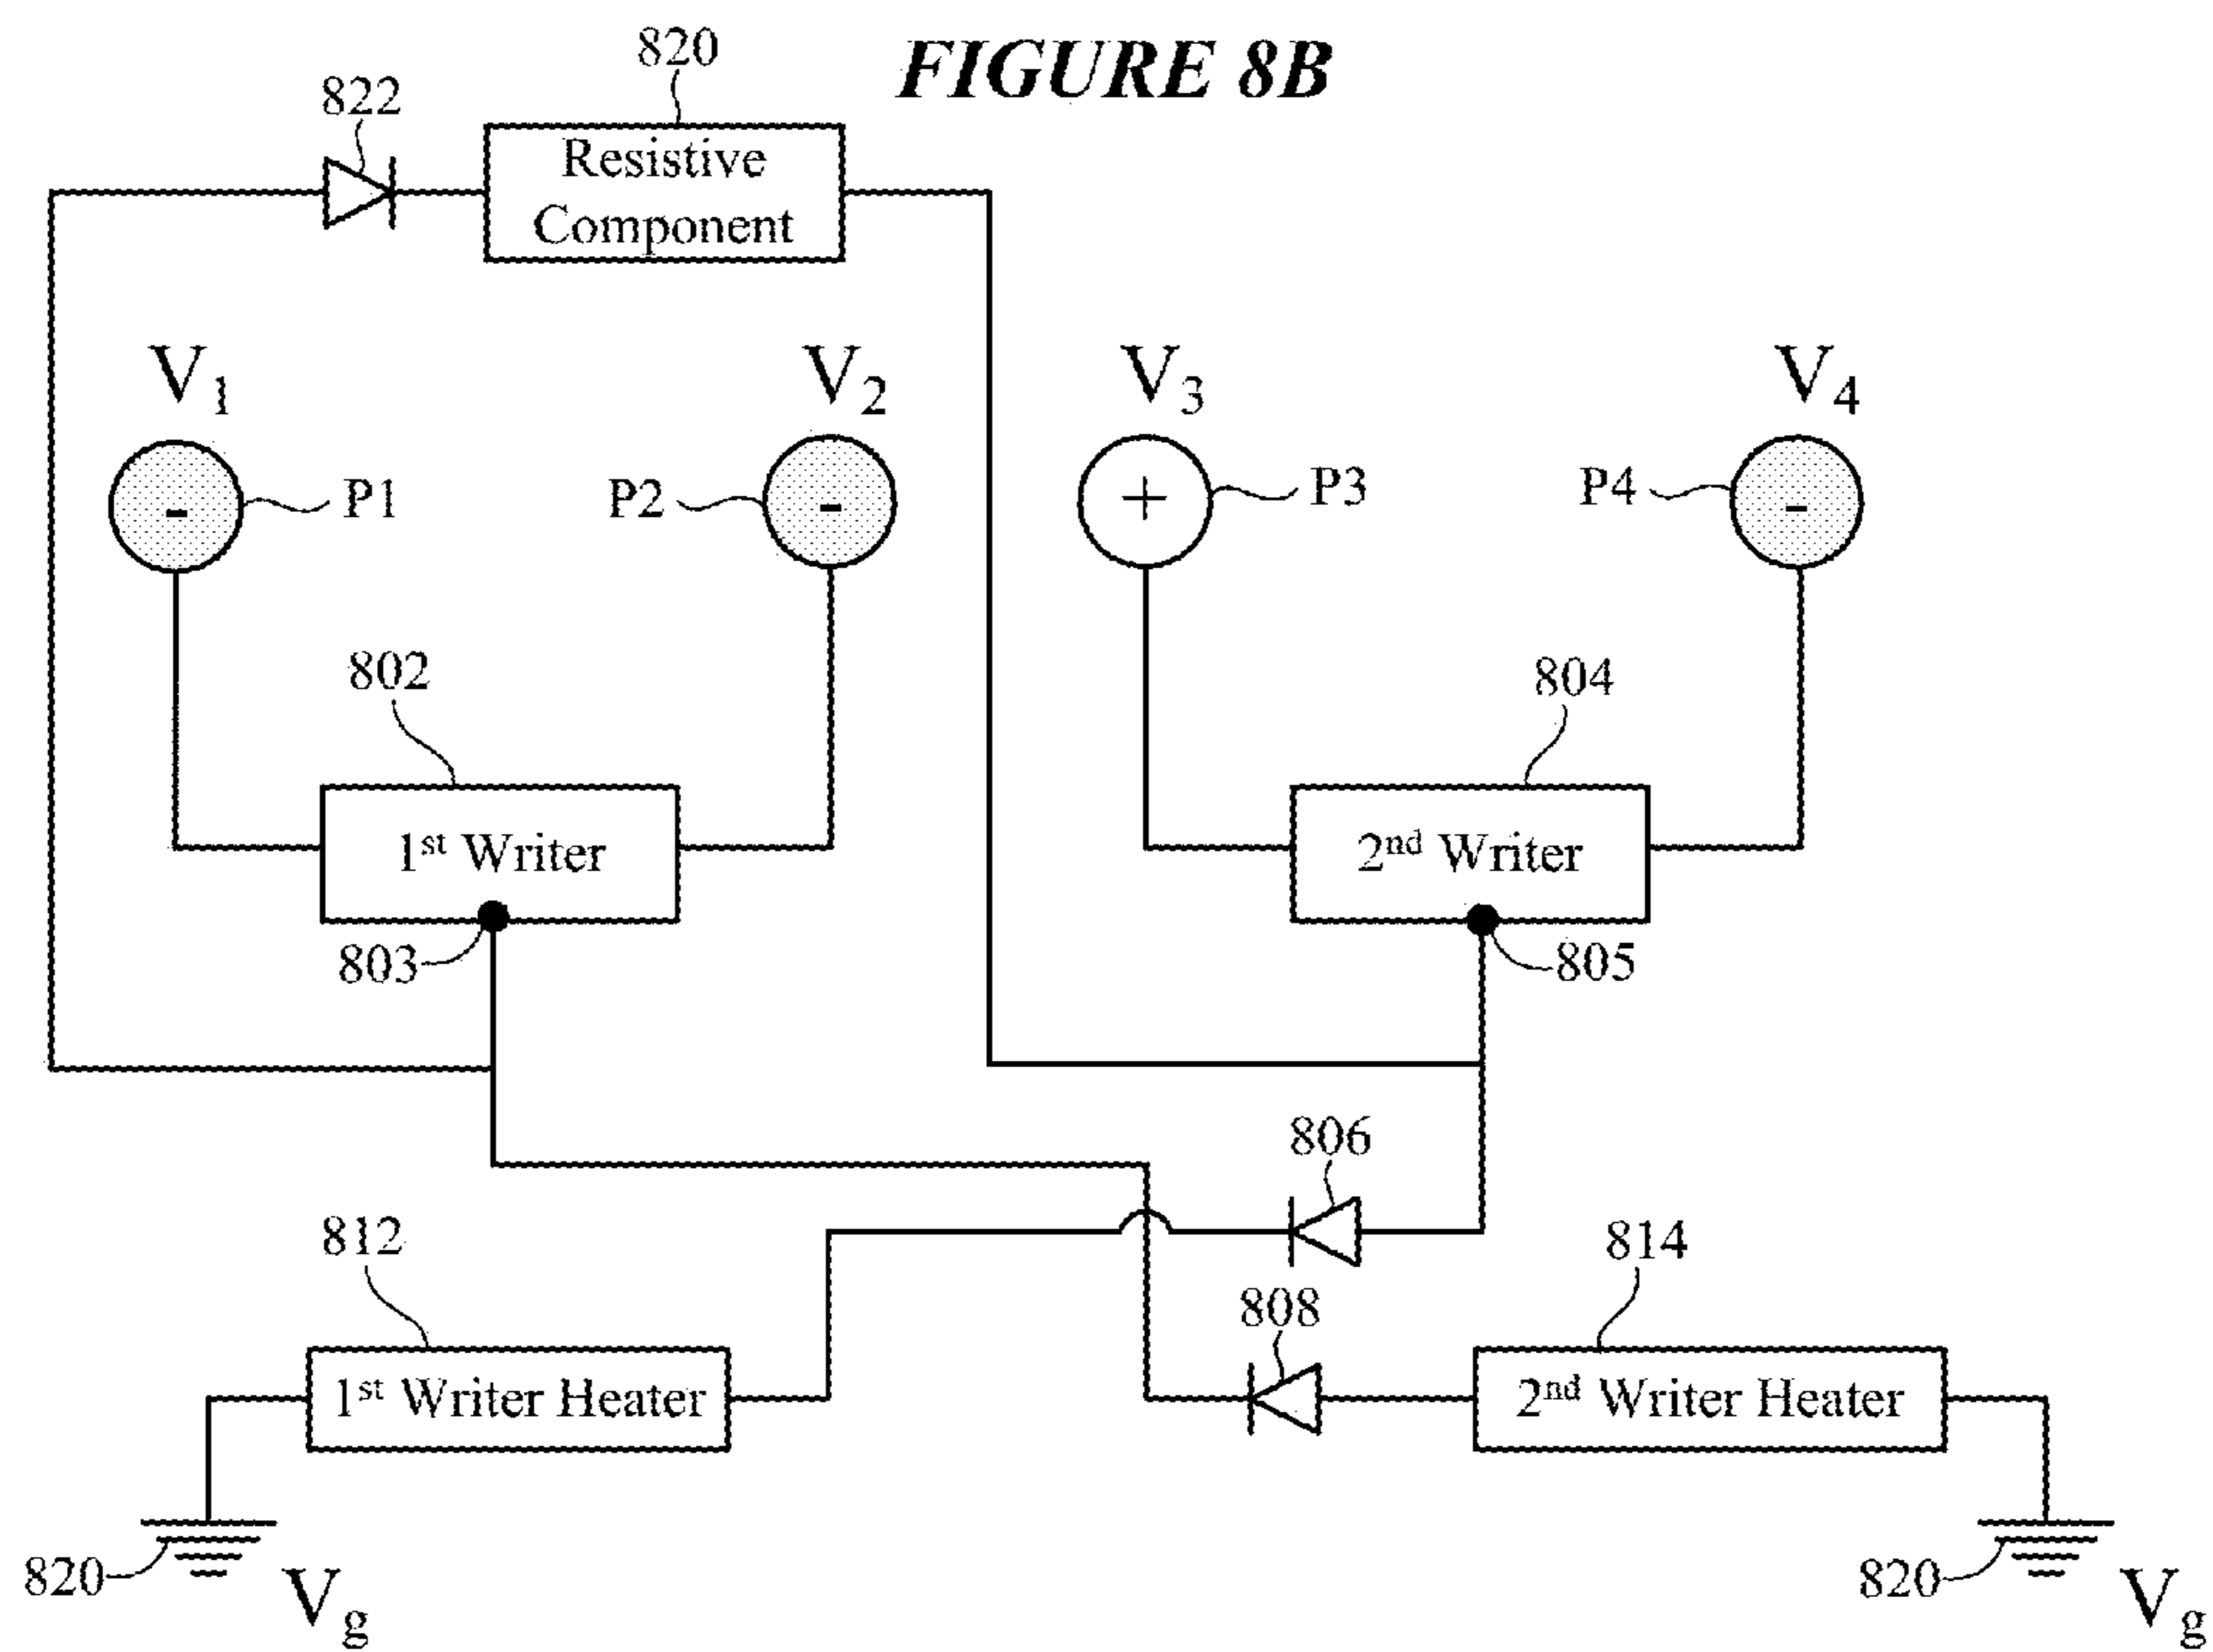 FIGURE 8B
820
822
Resistive
Component
V1
V2
V3
V4
-
P1
P2
-
+
P3
P4
-
802
804
1st Writer
2nd Writer
803
805
806
812
814
808
1st Writer Heater
2nd Writer Heater
820
Vg
820
Vg